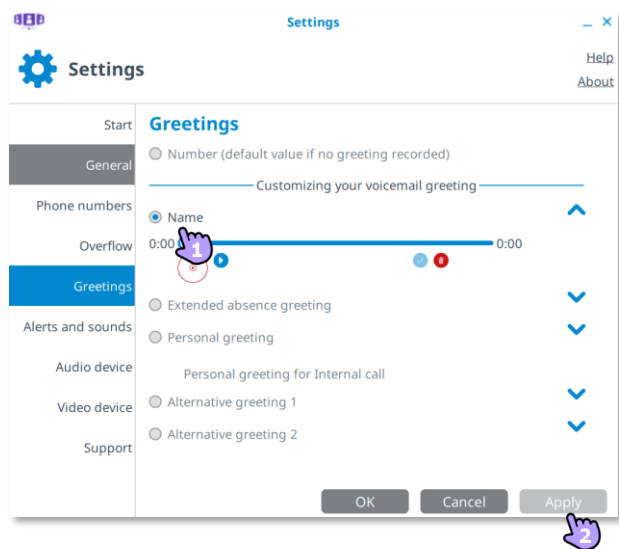 Settings
Settings
Help
About
Start
General
Phone numbers
Overflow
Greetings
Alerts and sounds
Audio device
Video device
Support
Greetings
Number (default value if no greeting recorded)
Customizing your voicemail greeting
Name
1
0:00 0:00
Extended absence greeting
Personal greeting
Personal greeting for Internal call
Alternative greeting 1
Alternative greeting 2
OK Cancel Apply
2